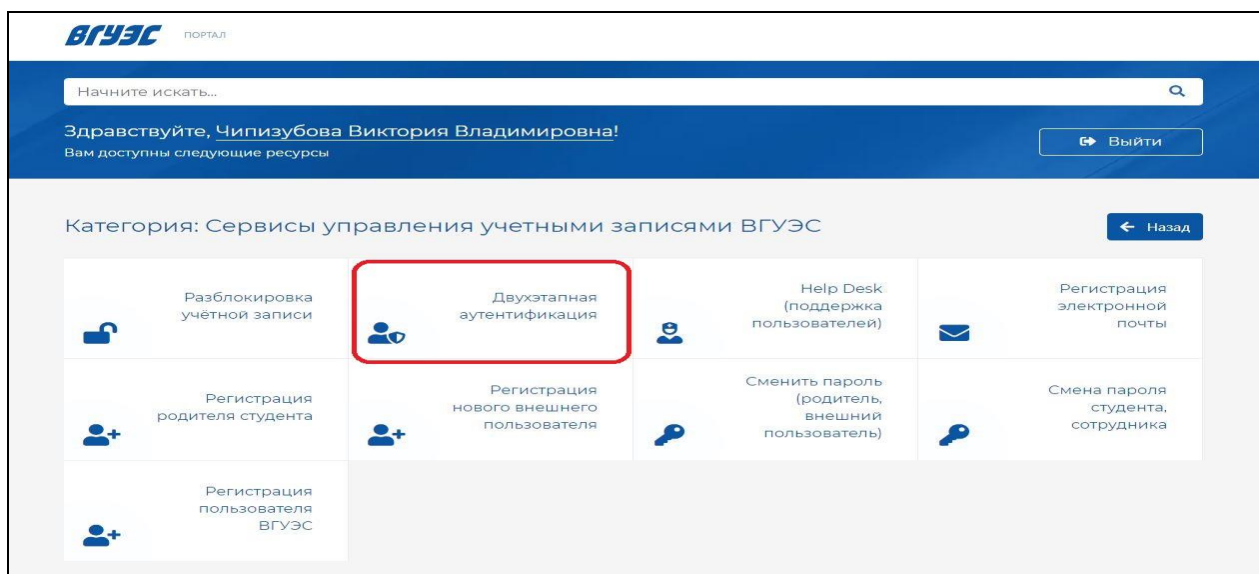 ВГУЭС ПОРТАЛ
Начните искать...
Здравствуйте, Чипизубова Виктория Владимировна!
Вам доступны следующие ресурсы
Выйти
Категория: Сервисы управления учетными записями ВГУЭС
Назад
Разблокировка
учётной записи
Двухэтапная
аутентификация
Help Desk
(поддержка
пользователей)
Регистрация
электронной
почты
Регистрация
родителя студента
Регистрация
нового внешнего
пользователя
Сменить пароль
(родитель,
внешний
пользователь)
Смена пароля
студента,
сотрудника
Регистрация
пользователя
ВГУЭС